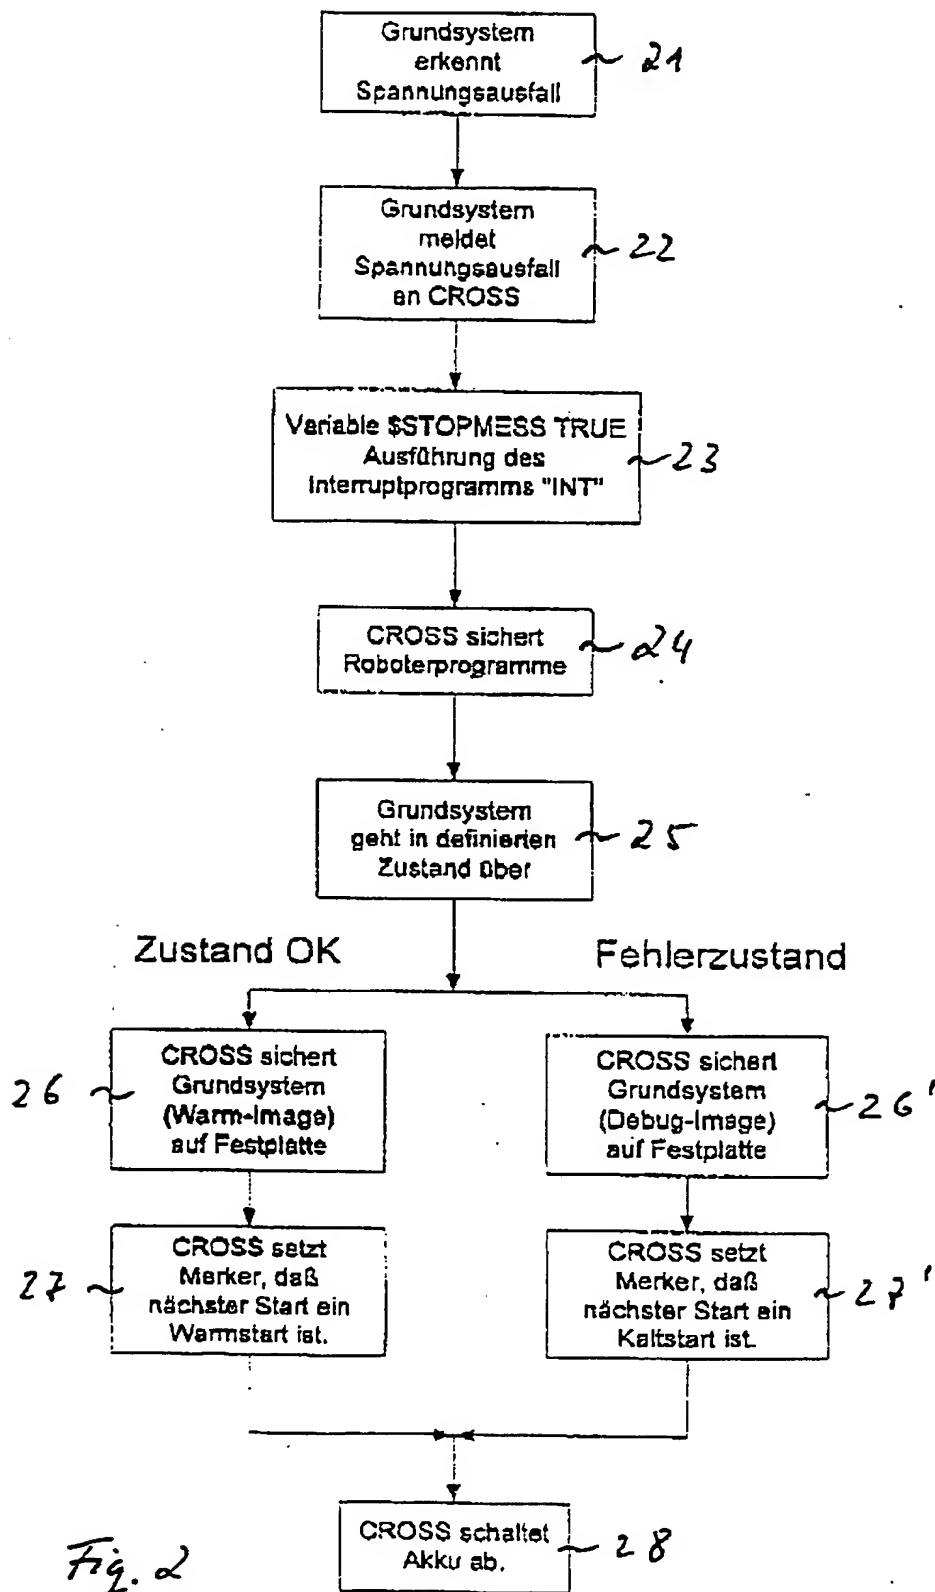 Grundsystem
erkennt
Spannungsausfall
21
Grundsystem
meldet
Spannungsausfall
an CROSS
22
Variable $STOPMESS TRUE
Ausführung des
Interruptprogramms "INT"
23
CROSS sichert
Roboterprogramme
24
Grundsystem
geht in definierten
Zustand über
25
Zustand OK
Fehlerzustand
CROSS sichert
Grundsystem
(Warm-Image)
auf Festplatte
26
CROSS sichert
Grundsystem
(Debug-Image)
auf Festplatte
26'
CROSS setzt
Merker, daß
nächster Start ein
Warmstart ist.
27
CROSS setzt
Merker, daß
nächster Start ein
Kaltstart ist.
27'
CROSS schaltet
Akku ab.
28
Fig. 2